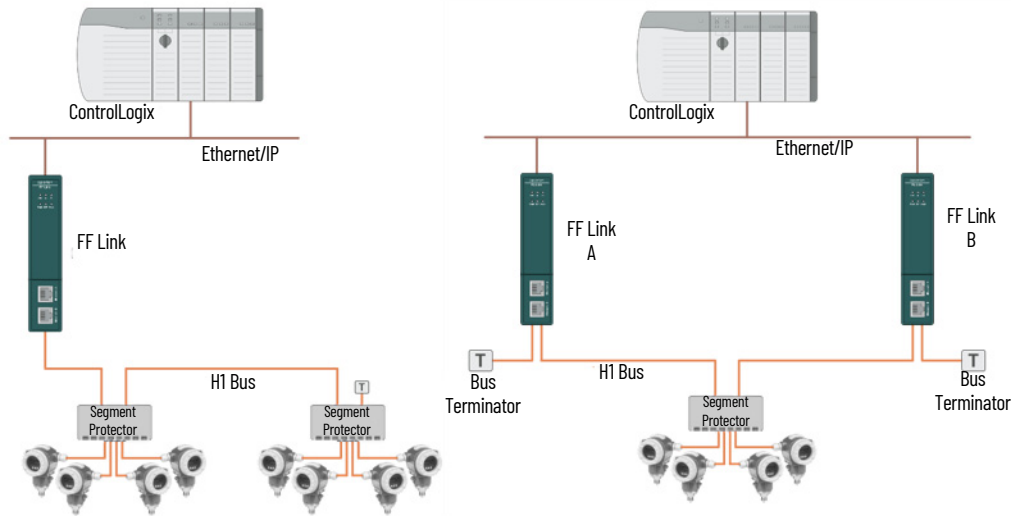 ControlLogix
Ethernet/IP
FF Link
H1 Bus
T
Segment
Protector
Segment
Protector
ControlLogix
Ethernet/IP
FF Link
A
FF Link
B
T
Bus
Terminator
H1 Bus
T
Bus
Terminator
Segment
Protector